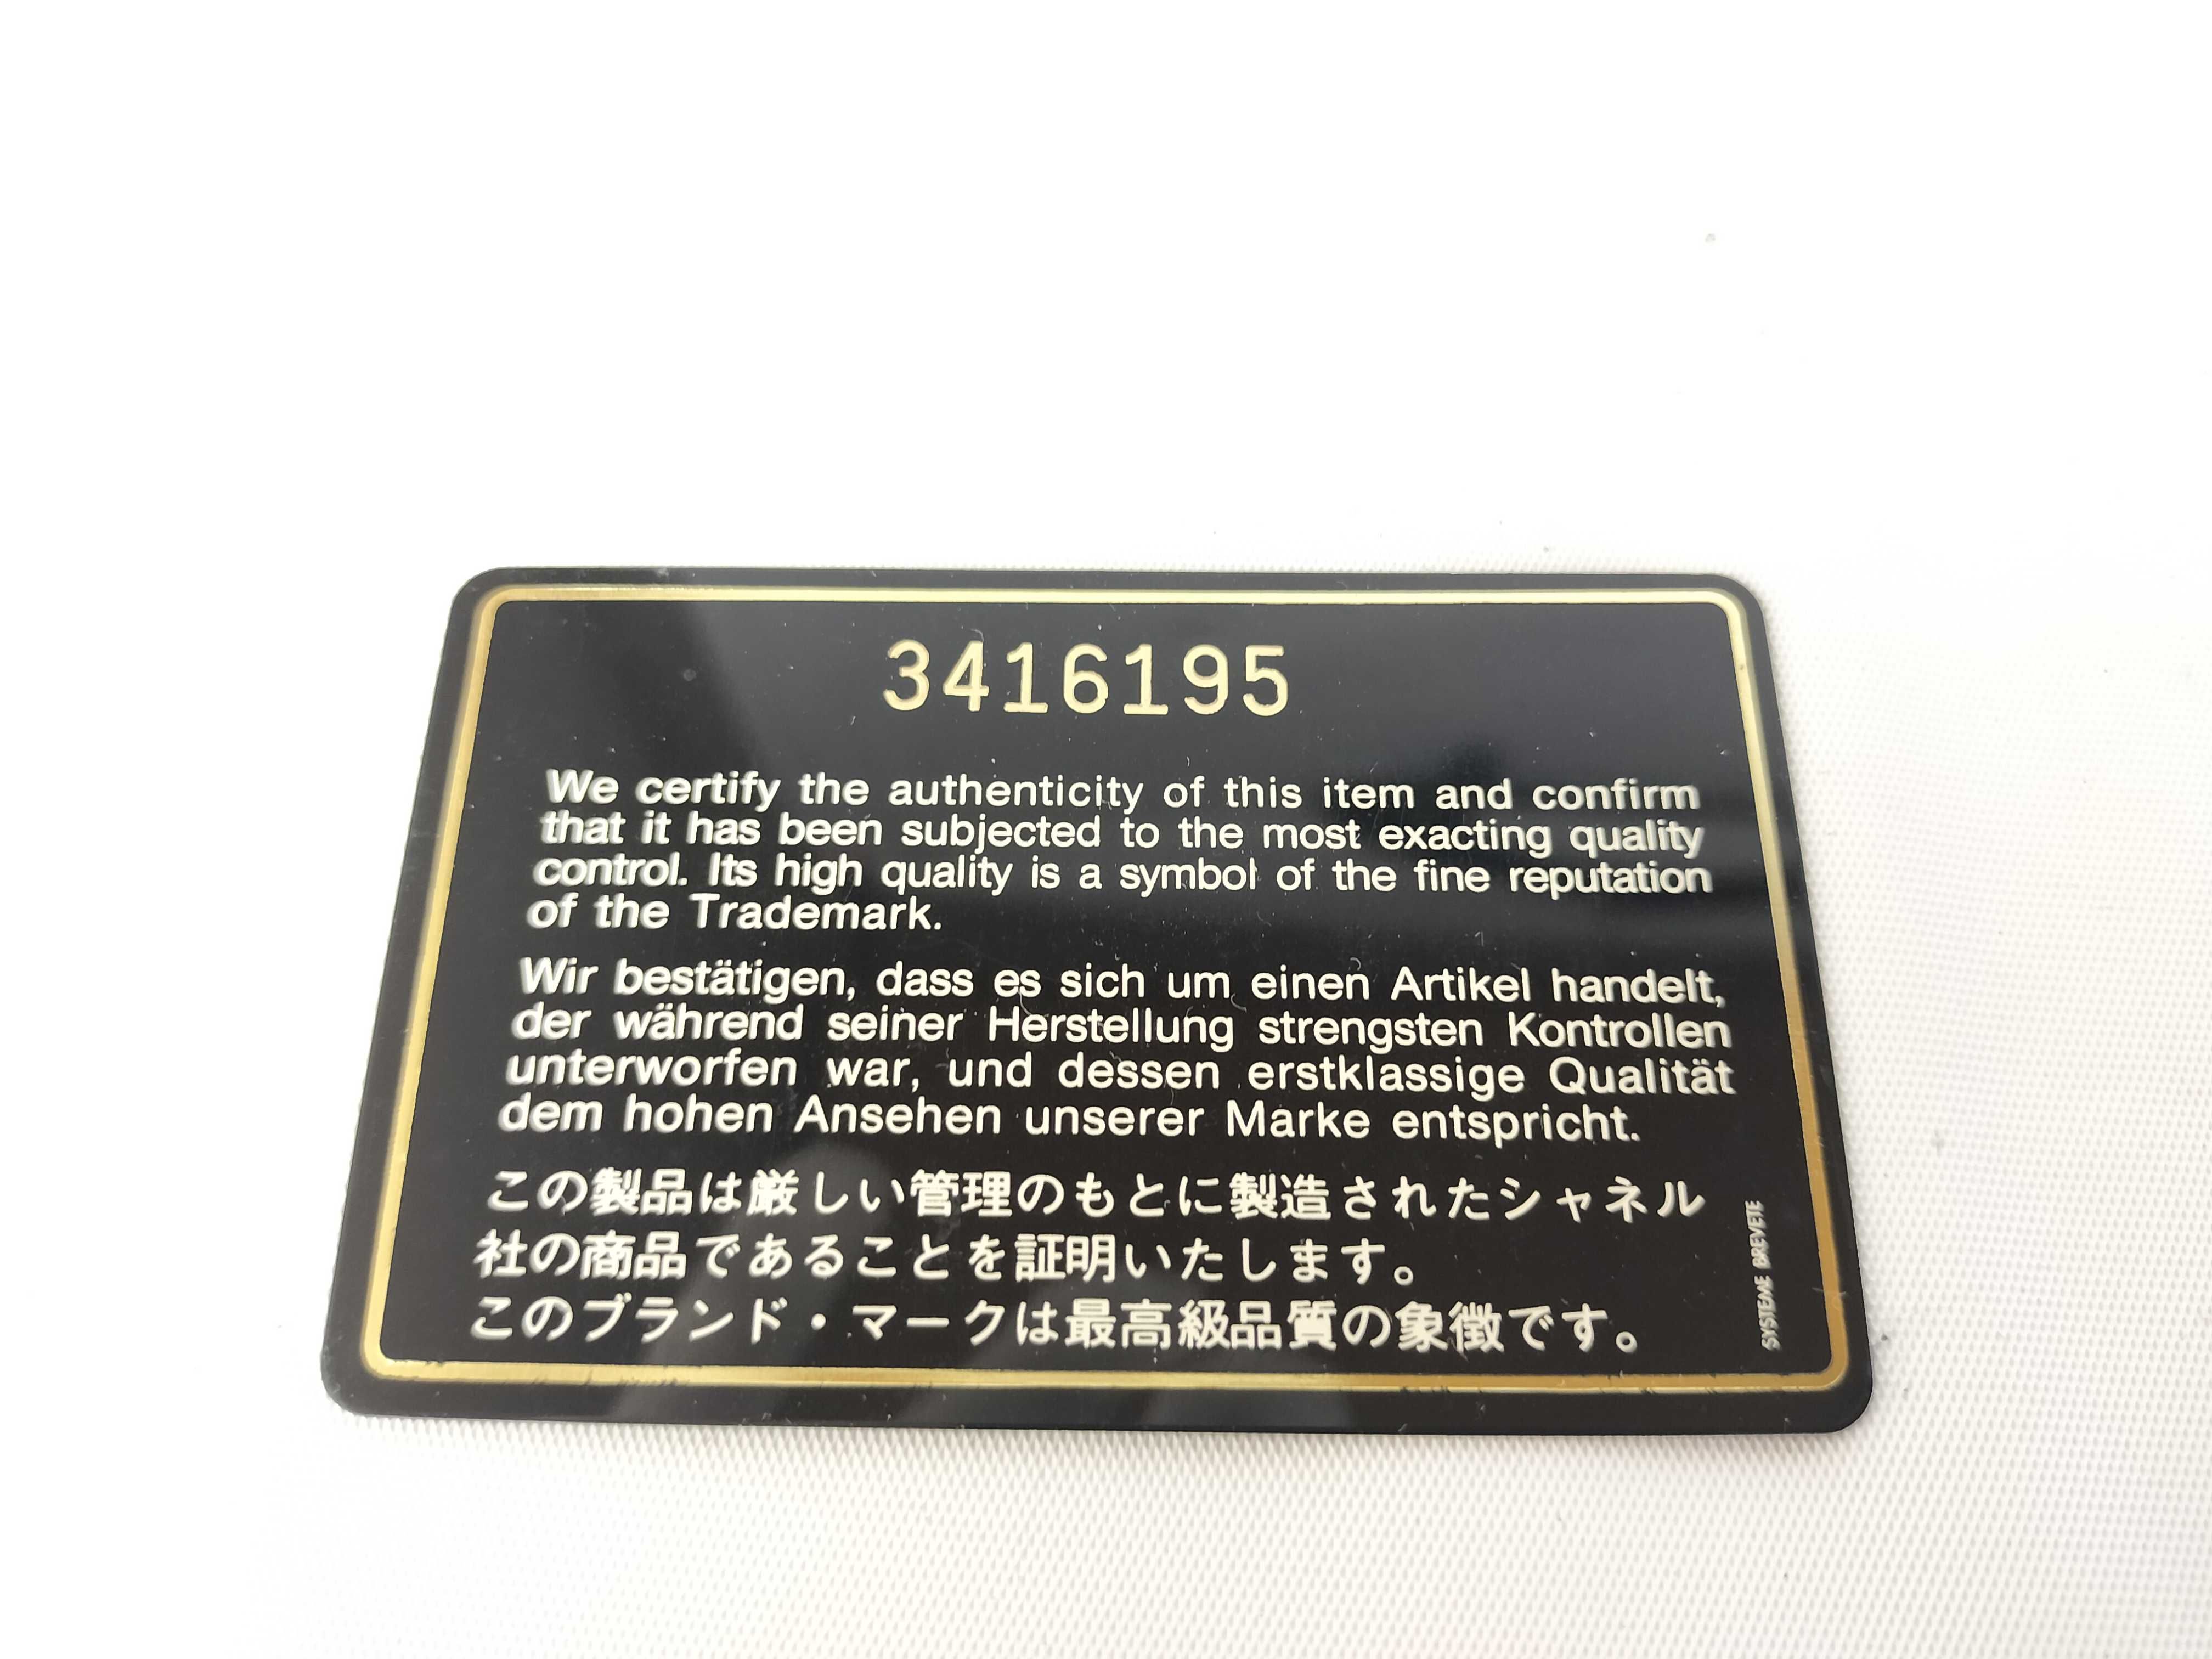 3416195
We certify the authenticity of this item and confirm
that it has been subjected to the most exacting quality
control. Its high quality is a symbol of the fine reputation
of the Trademark.
Wir bestätigen, dass es sich um einen Artikel handelt,
der während seiner Herstellung strengsten Kontrollen
unterworfen war, und dessen erstklassige Qualität
dem hohen Ansehen unserer Marke entspricht.
この製品は厳しい管理のもとに製造されたシャネル
社の商品であることを証明いたします。
このブランド・マークは最高級品質の象徴です。
SYSTEME BREVETE